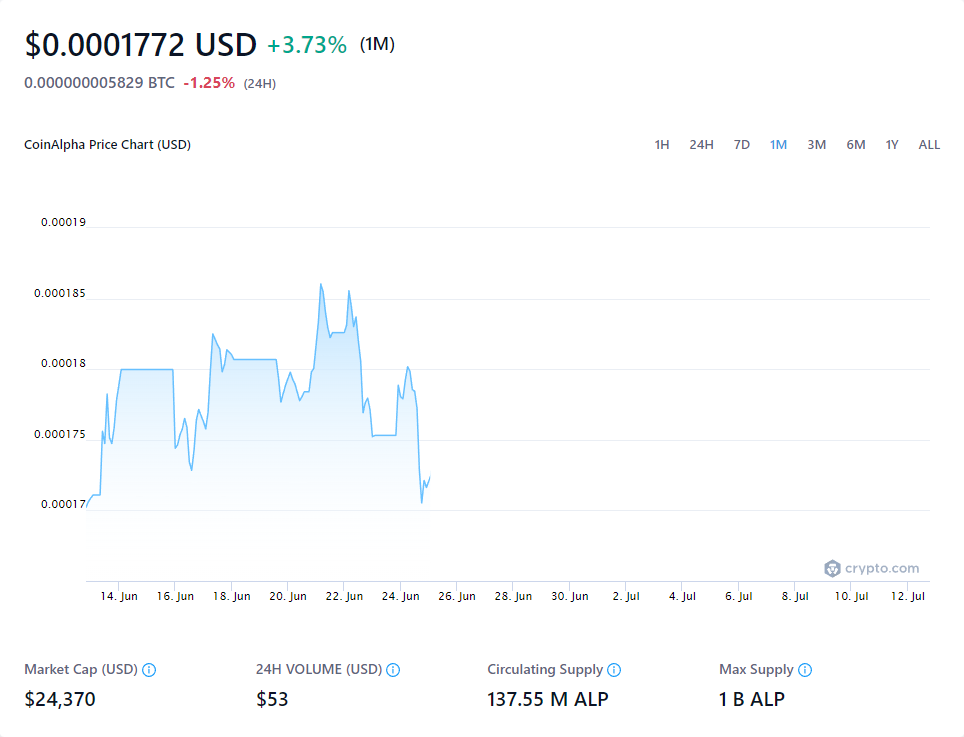 $0.0001772 USD +3.73% (1M)
0.000000005829 BTC -1.25% (24H)
CoinAlpha Price Chart (USD)
1H 24H 7D 1M 3M 6M 1Y ALL
0.00019
0.000185
0.00018
0.000175
0.00017
crypto.com
14. Jun 16. Jun 18. Jun 20. Jun 22. Jun 24. Jun 26. Jun 28. Jun 30. Jun 2. Jul 4. Jul 6. Jul 8. Jul 10. Jul 12. Jul
Market Cap (USD) 24H VOLUME (USD) Circulating Supply Max Supply
$24,370 $53 137.55 M ALP 1 B ALP